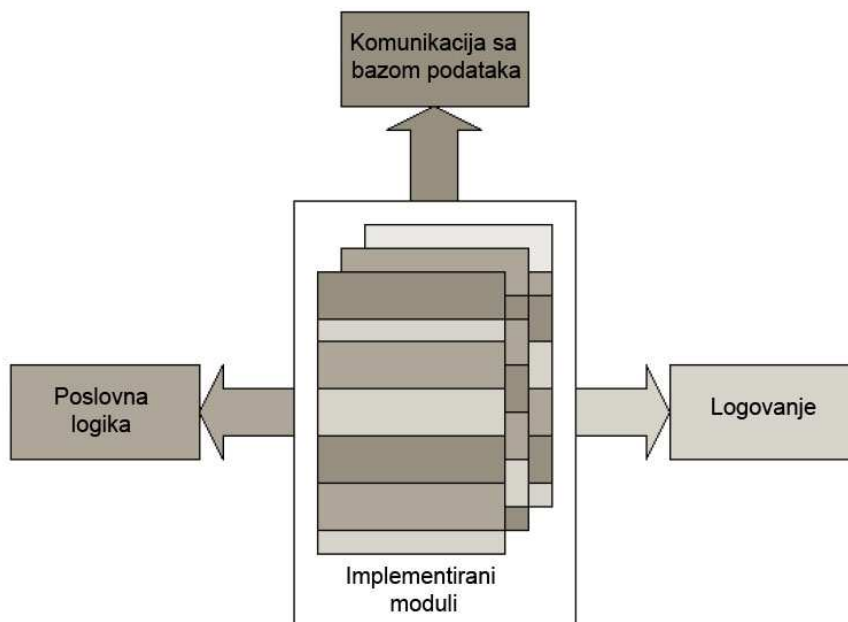 Komunikacija sa
bazom podataka
Poslovna
logika
Logovanje
Implementirani
moduli